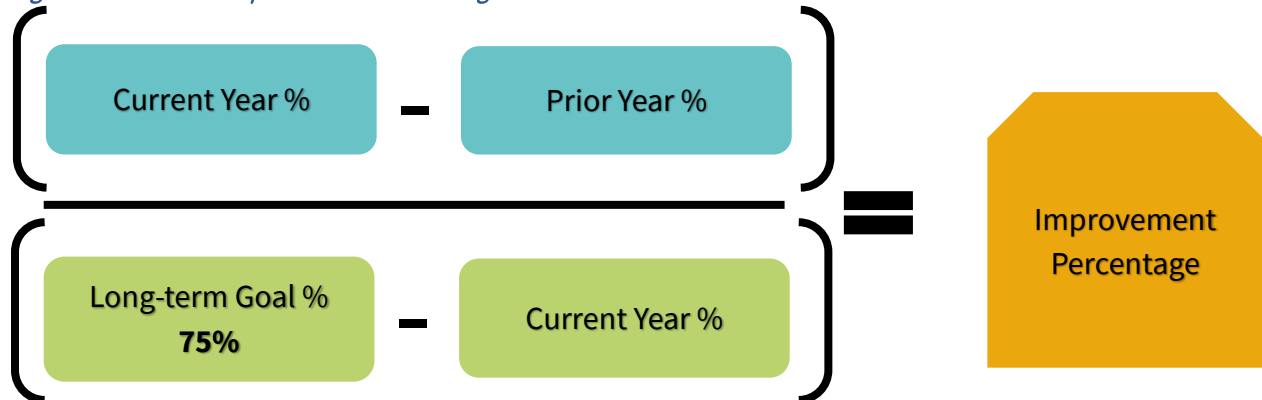 Current Year %
-
Prior Year %
=
Long-term Goal %
75%
-
Current Year %
Improvement
Percentage